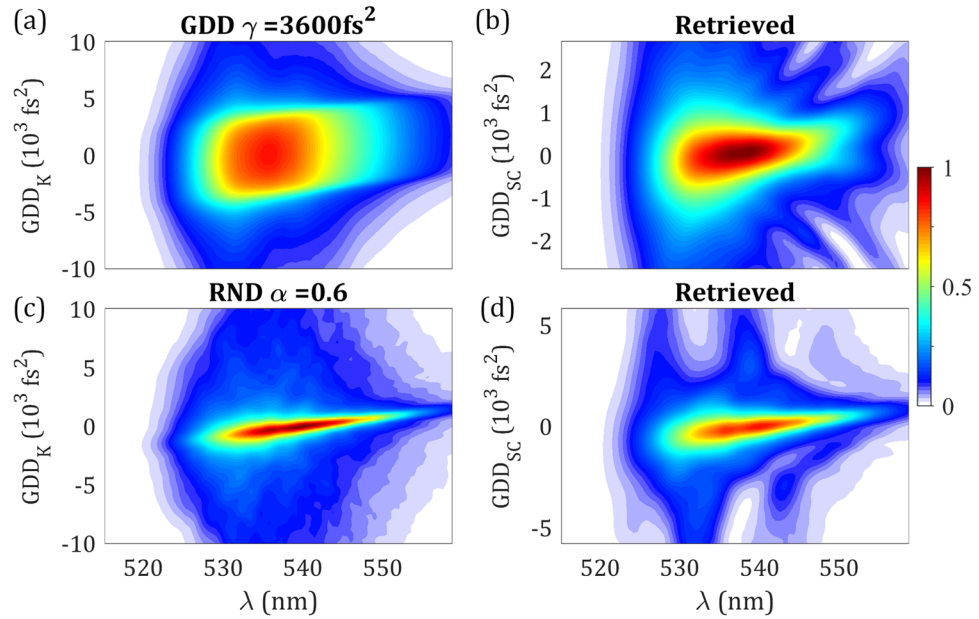 (a) GDD γ =3600fs²
(b) Retrieved
GDD_K (10³ fs²)
10
5
0
-5
-10
GDD_SC (10³ fs²)
2
1
0
-1
-2
1
0.5
0
(c) RND α =0.6
(d) Retrieved
GDD_K (10³ fs²)
10
5
0
-5
-10
GDD_SC (10³ fs²)
5
0
-5
520 530 540 550
520 530 540 550
λ (nm)
λ (nm)